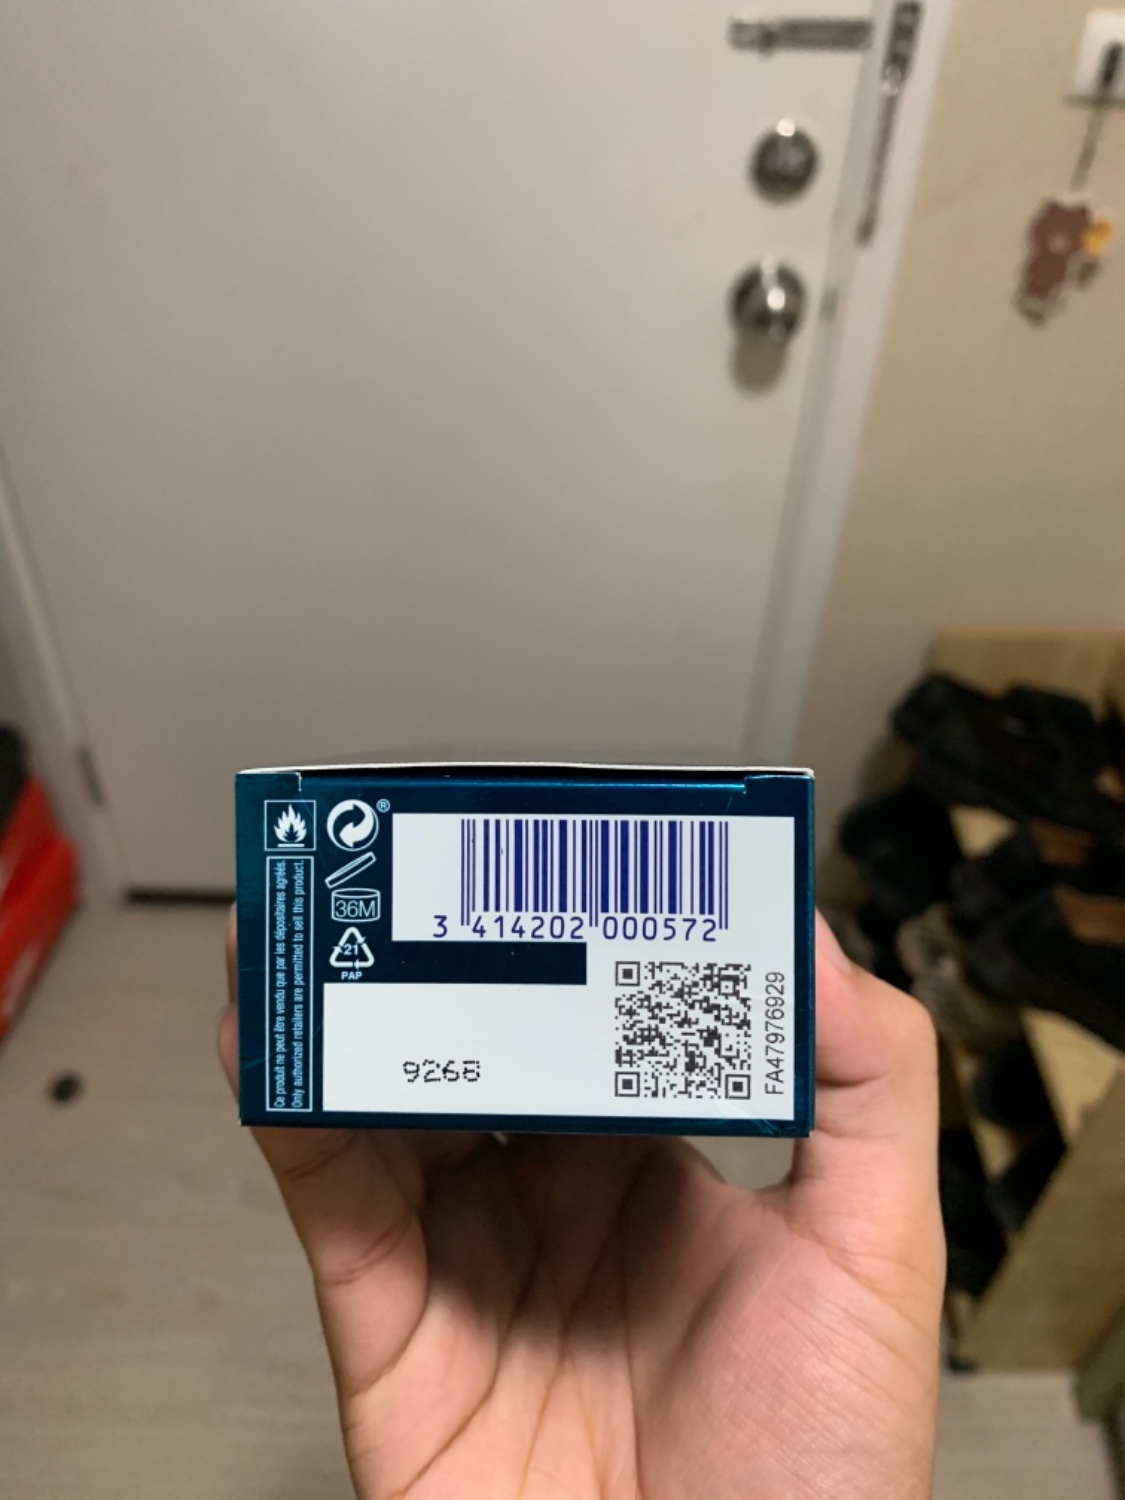 Ce produit ne peut être vendu que par les dépositaires agréés.
Only authorized retailers are permitted to sell this product.
®
36M
21
PAP
3 414202 000572
9268
FA47976929